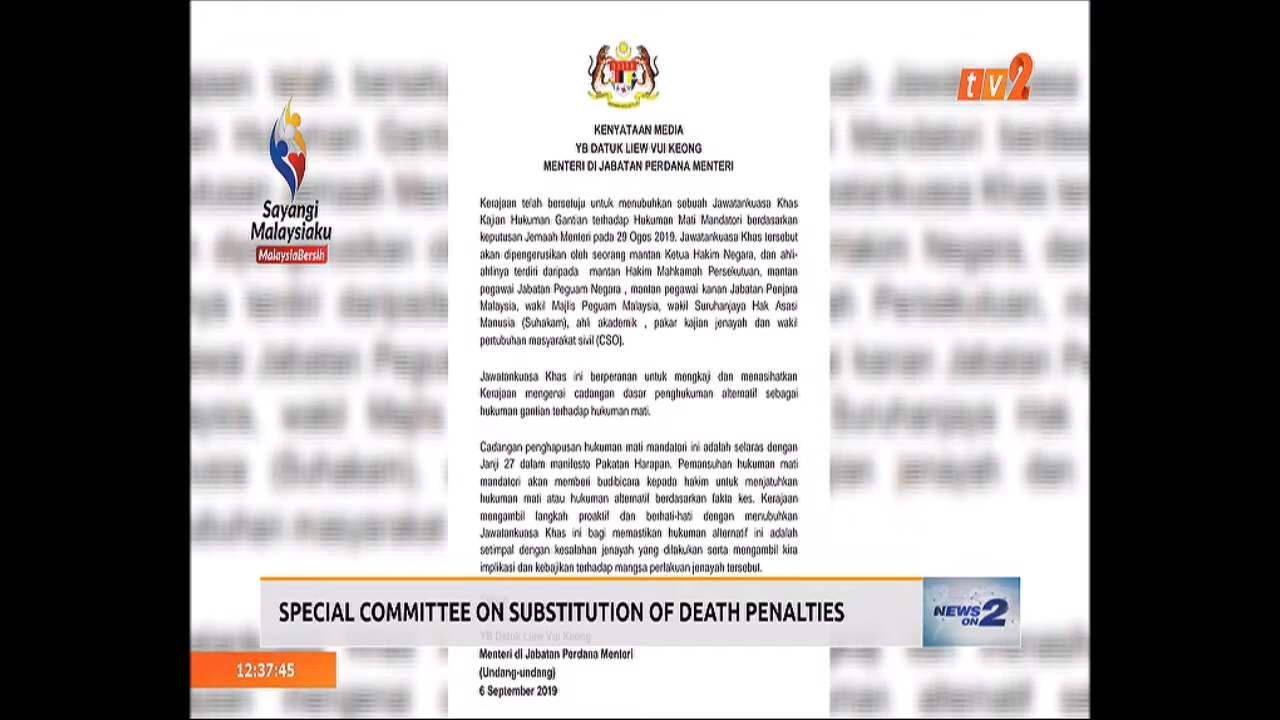 tv2
KENYATAAN MEDIA
YB DATUK LIEW VUI KEONG
MENTERI DI JABATAN PERDANA MENTERI
Sayangi
Malaysiaku
MalaysiaBersih
Kerajaan telah bersetuju untuk menubuhkan sebuah Jawatankuasa Khas
Kajian Hukuman Gantian terhadap Hukuman Mati Mandatori berdasarkan
keputusan Jemaah Menteri pada 29 Ogos 2019. Jawatankuasa Khas tersebut
akan dipengerusikan oleh seorang mantan Ketua Hakim Negara, dan ahli-
ahlinya terdiri daripada mantan Hakim Mahkamah Persekutuan, mantan
pegawai Jabatan Peguam Negara , mantan pegawai kanan Jabatan Penjara
Malaysia, wakil Majlis Peguam Malaysia, wakil Suruhanjaya Hak Asasi
Manusia (Suhakam), ahli akademik , pakar kajian jenayah dan wakil
pertubuhan masyarakat sivil (CSO).
Jawatankuasa Khas ini berperanan untuk mengkaji dan menasihatkan
Kerajaan mengenai cadangan dasar penghukuman alternatif sebagai
hukuman gantian terhadap hukuman mati.
Cadangan penghapusan hukuman mati mandatori ini adalah selaras dengan
Janji 27 dalam manifesto Pakatan Harapan. Pemansuhan hukuman mati
mandatori akan memberi budibicara kepada hakim untuk menjatuhkan
hukuman mati atau hukuman alternatif berdasarkan fakta kes. Kerajaan
mengambil langkah proaktif dan berhati-hati dengan menubuhkan
Jawatankuasa Khas ini bagi memastikan hukuman alternatif ini adalah
setimpal dengan kesalahan jenayah yang dilakukan serta mengambil kira
implikasi dan kebajikan terhadap mangsa perlakuan jenayah tersebut.
SPECIAL COMMITTEE ON SUBSTITUTION OF DEATH PENALTIES
NEWS ON 2
YB Datuk Liew Vui Keong
Menteri di Jabatan Perdana Menteri
(Undang-undang)
6 September 2019
12:37:45